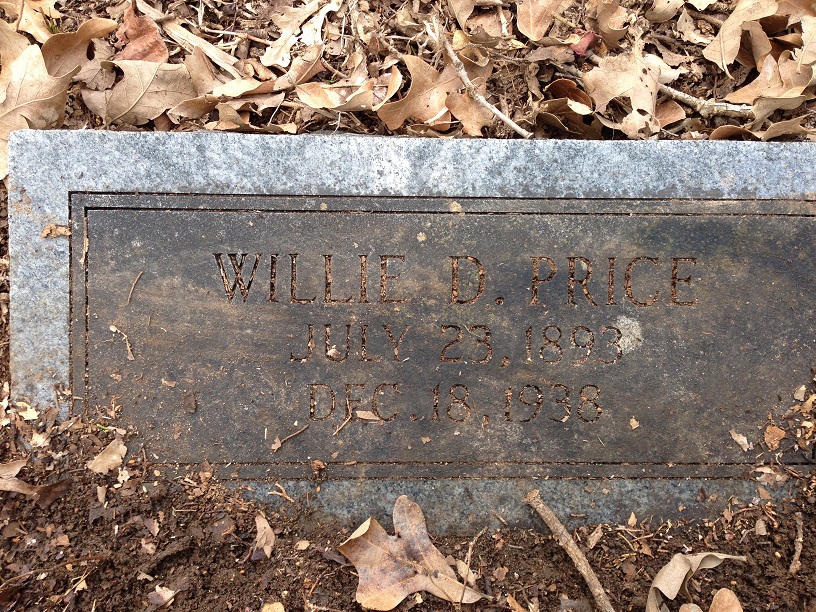 WILLIE D. PRICE
JULY 23, 1893
DEC. 18, 1938